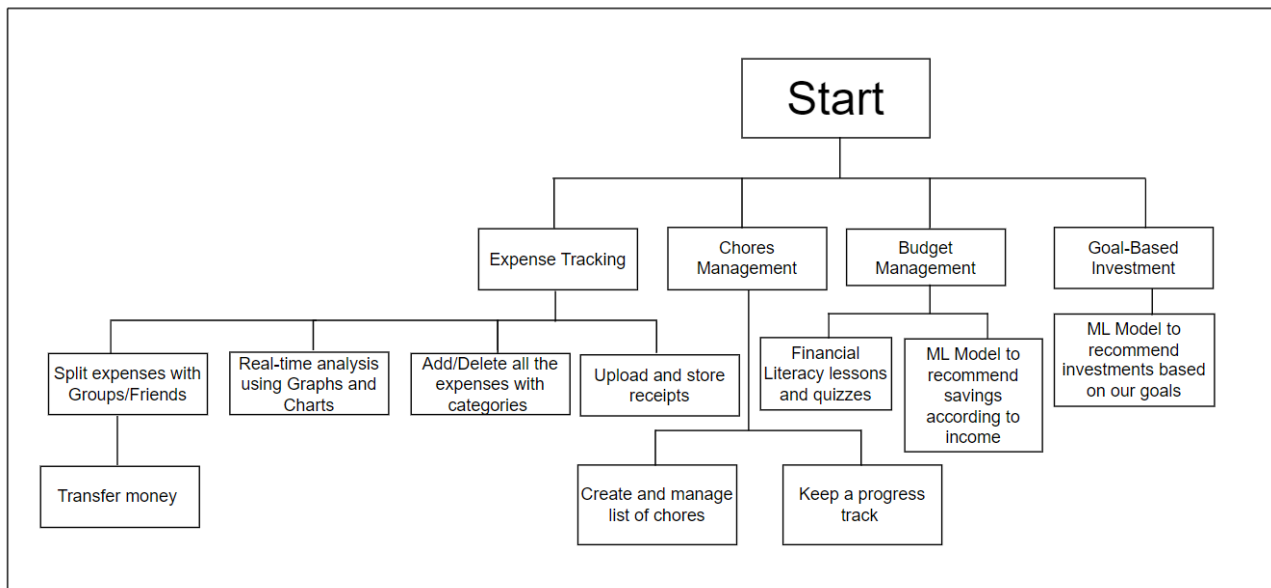 Start
Expense Tracking
Chores
Management
Budget
Management
Goal-Based
Investment
Split expenses with
Groups/Friends
Real-time analysis
using Graphs and
Charts
Add/Delete all the
expenses with
categories
Upload and store
receipts
Financial
Literacy lessons
and quizzes
ML Model to
recommend
savings
according to
income
ML Model to
recommend
investments based
on our goals
Transfer money
Create and manage
list of chores
Keep a progress
track